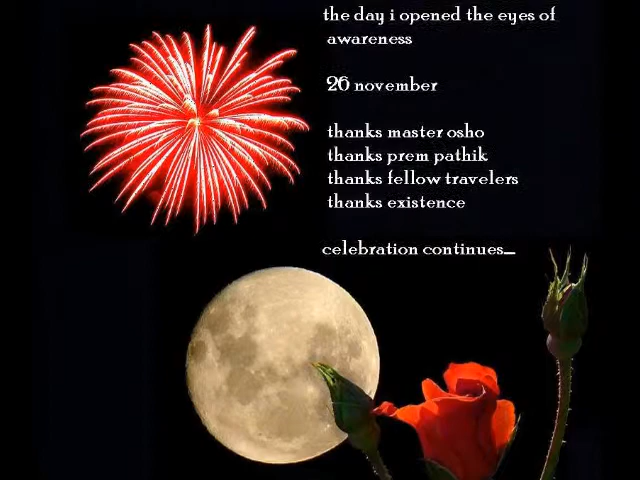 the day i opened the eyes of
awareness
26 november
thanks master osho
thanks prem pathik
thanks fellow travelers
thanks existence
celebration continues...